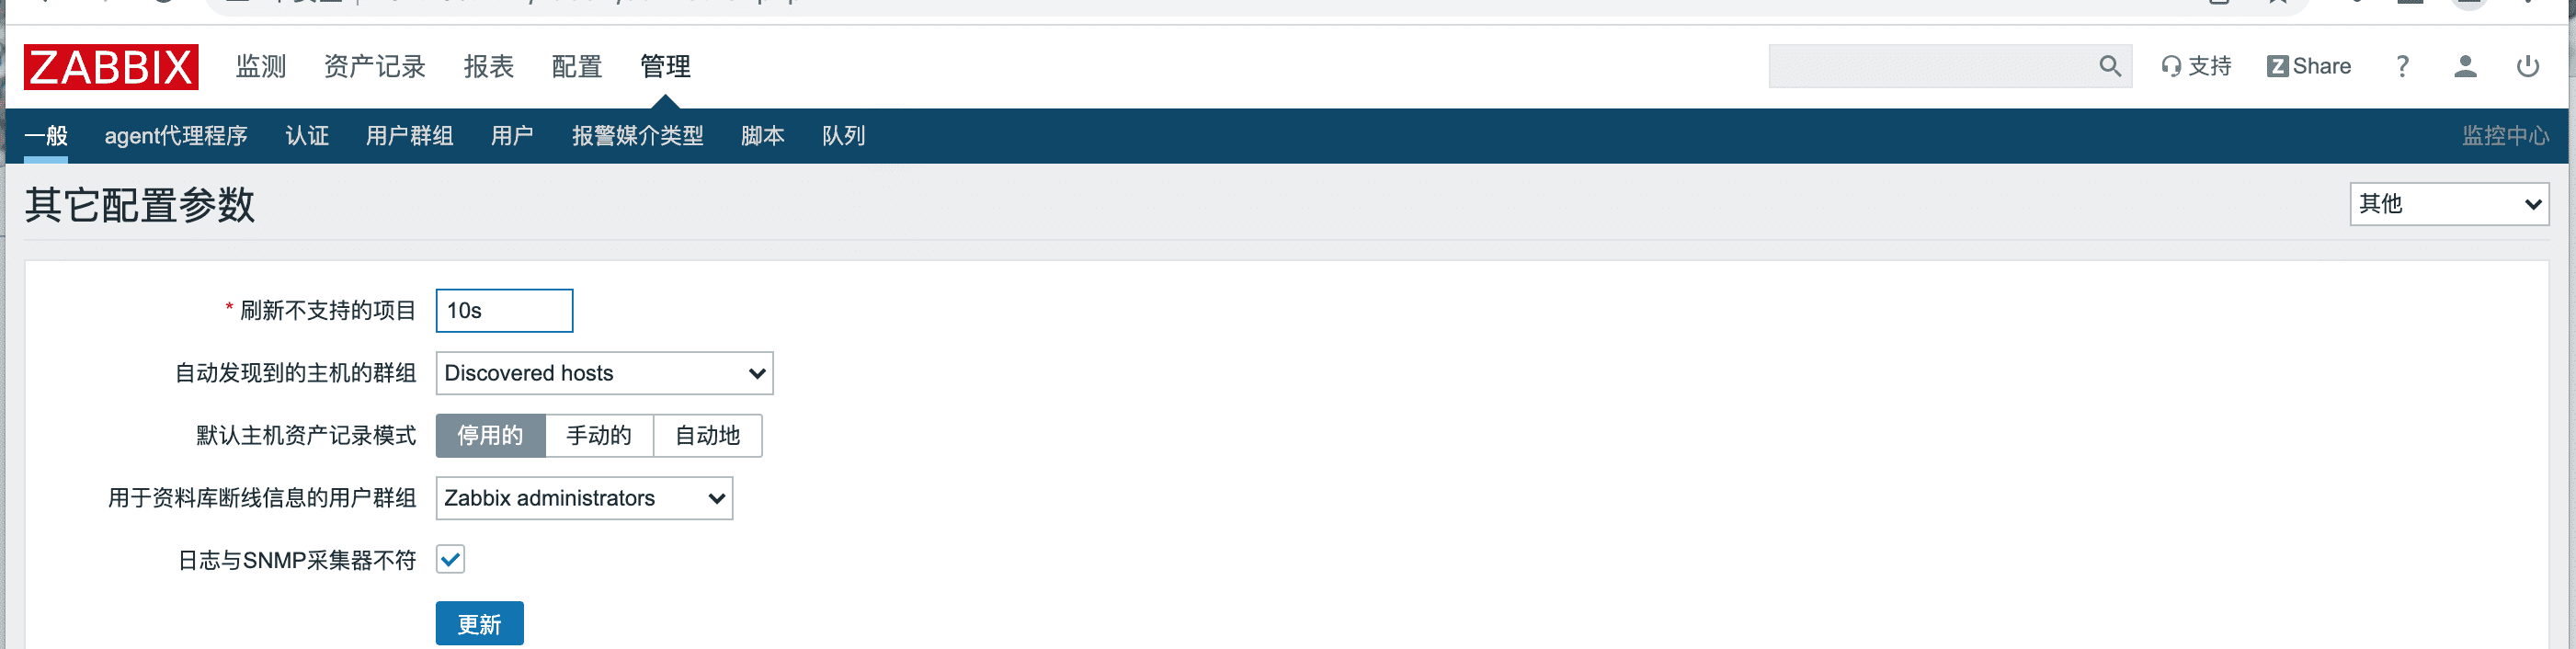 ZABBIX 监测 资产记录 报表 配置 管理 支持 Z Share ?
一般 agent代理程序 认证 用户群组 用户 报警媒介类型 脚本 队列 监控中心
其它配置参数 其他
* 刷新不支持的项目 10s
自动发现到的主机的群组 Discovered hosts
默认主机资产记录模式 停用的 手动的 自动地
用于资料库断线信息的用户群组 Zabbix administrators
日志与SNMP采集器不符
更新